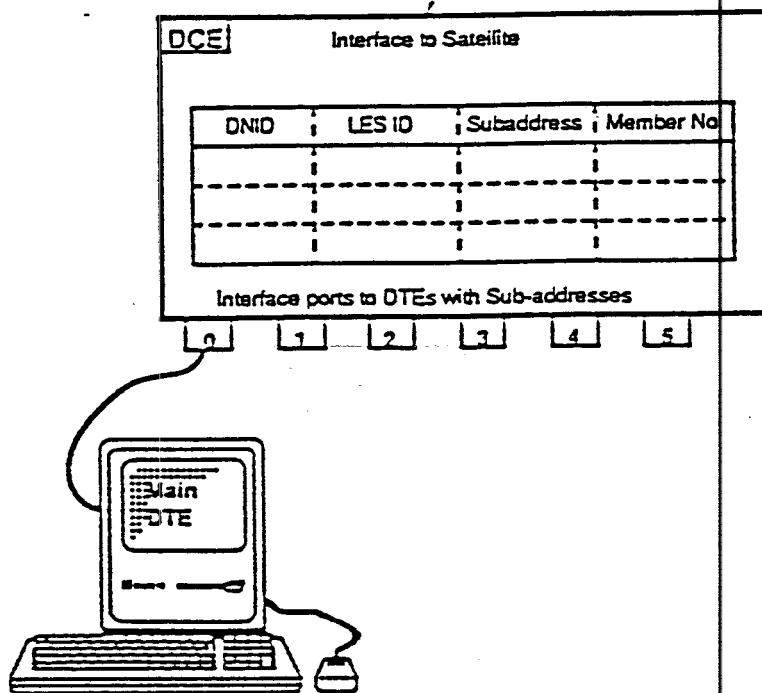 DCE
Interface to Satellite
DNID LES ID Subaddress Member No
Interface ports to DTEs with Sub-addresses
0 1 2 3 4 5
Main
DTE